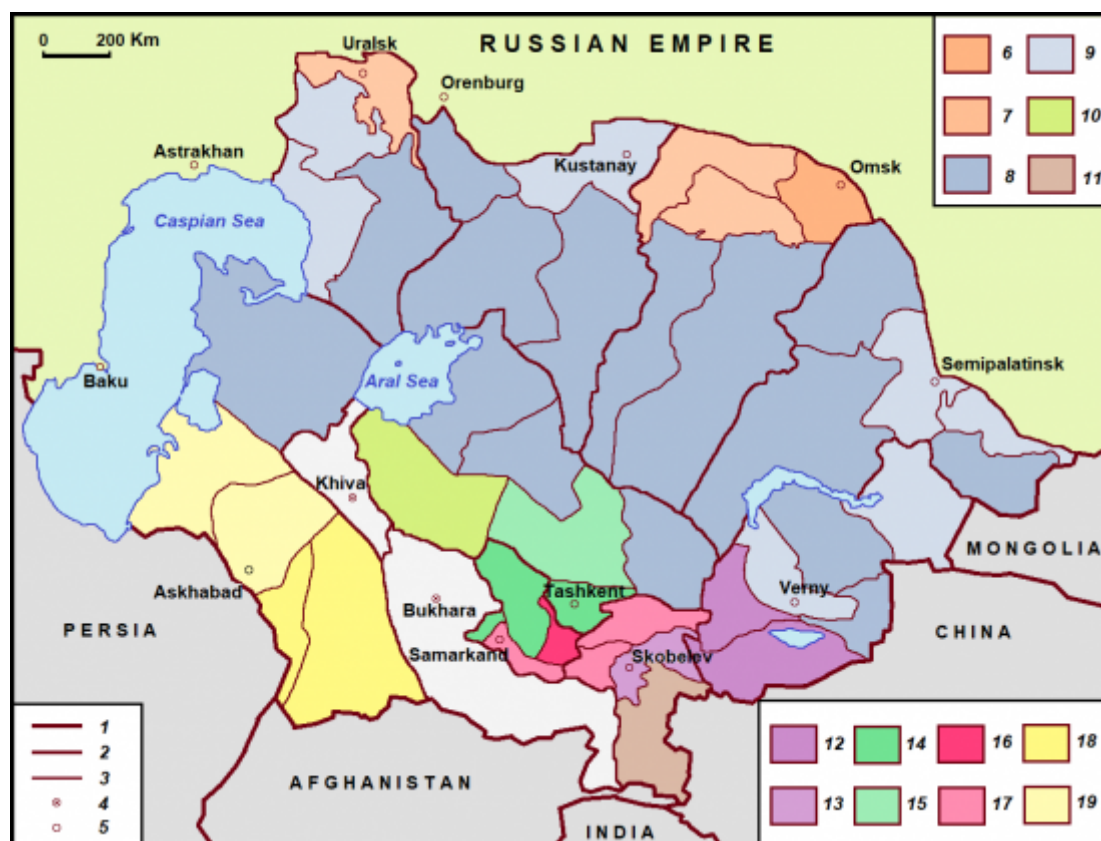 0 200 Km
RUSSIAN EMPIRE
Uralsk
Orenburg
6 9
7 10
8 11
Astrakhan
Kustanay
Omsk
Caspian Sea
Semipalatinsk
Baku
Aral Sea
Khiva
MONGOLIA
Askhabad
Tashkent
Verny
Bukhara
PERSIA
CHINA
Samarkand
Skobelev
1
2
3
4
5
AFGHANISTAN
INDIA
12 14 16 18
13 15 17 19